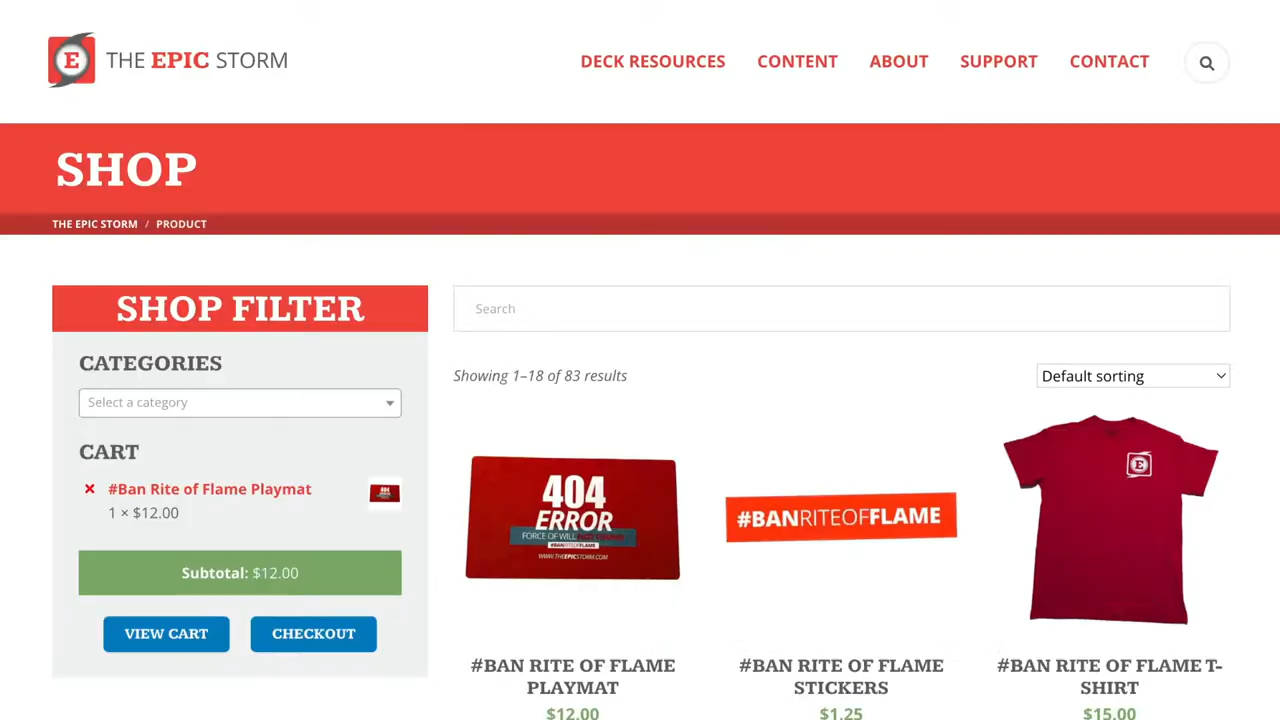 THE EPIC STORM
DECK RESOURCES
CONTENT
ABOUT
SUPPORT
CONTACT
SHOP
THE EPIC STORM / PRODUCT
SHOP FILTER
CATEGORIES
Select a category
CART
× #Ban Rite of Flame Playmat
1 × $12.00
Subtotal: $12.00
VIEW CART
CHECKOUT
Search
Showing 1–18 of 83 results
Default sorting
404
ERROR
FORCE OF WILL
#BANRITEOFFLAME
WWW.THEEPICSTORM.COM
#BANRITEOFFLAME
E
#BAN RITE OF FLAME
PLAYMAT
$12.00
#BAN RITE OF FLAME
STICKERS
$1.25
#BAN RITE OF FLAME T-
SHIRT
$15.00